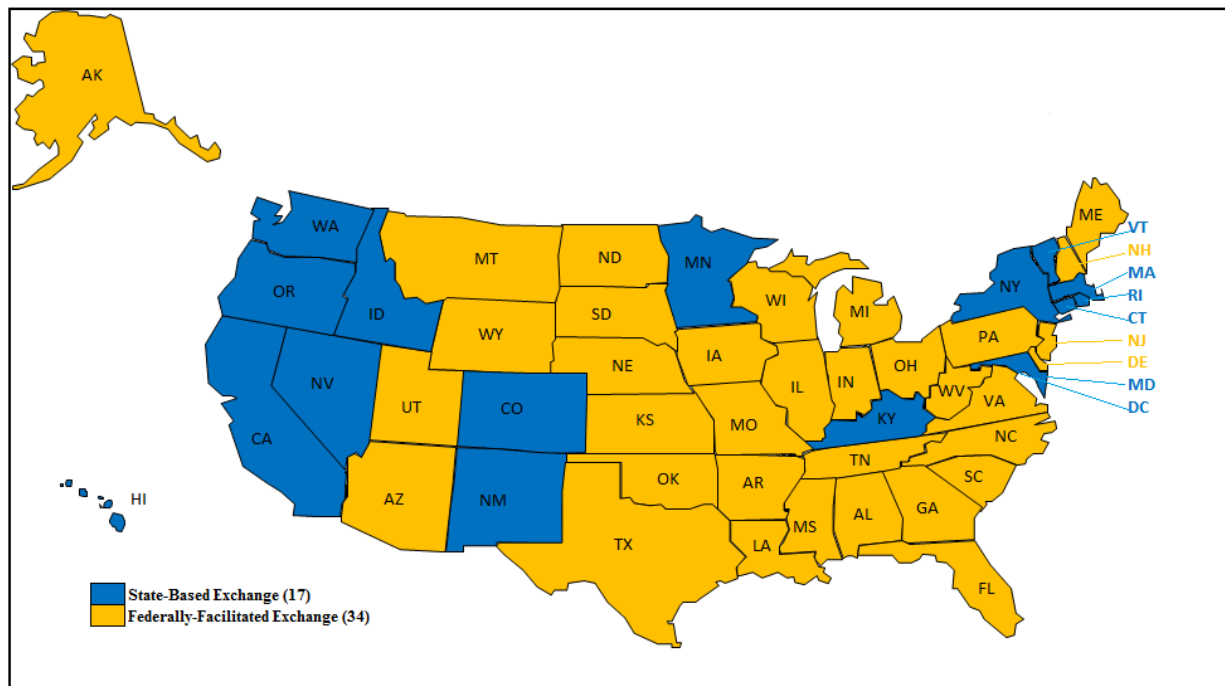 AK
WA
MT
ND
MN
ME
VT
NH
MA
RI
CT
NJ
DE
MD
DC
OR
ID
WY
SD
WI
MI
NY
PA
NE
IA
IL
IN
OH
WV
VA
NV
UT
CO
KS
MO
KY
CA
AZ
NM
OK
AR
TN
NC
SC
HI
TX
LA
MS
AL
GA
FL
State-Based Exchange (17)
Federally-Facilitated Exchange (34)